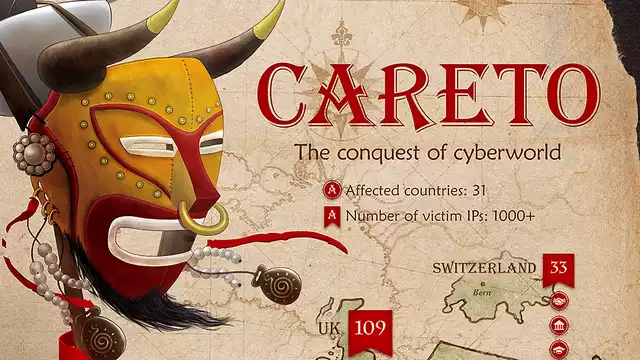 CARETO
The conquest of cyberworld
A Affected countries: 31
A Number of victim IPs: 1000+
SWITZERLAND 33
Bern
UK 109